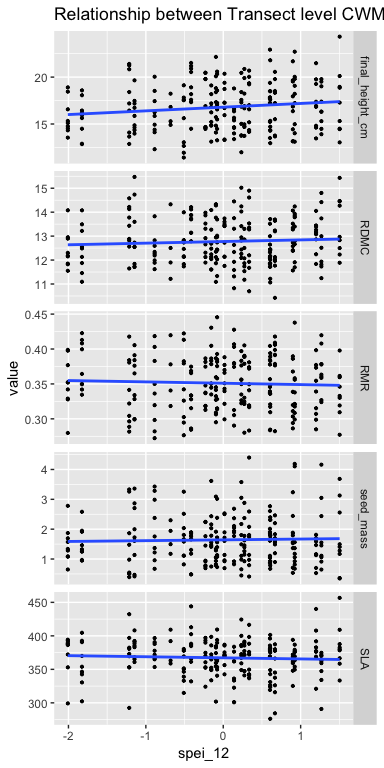 Relationship between Transect level CWM
20
15
final_height_cm
15
14
13
12
11
RDMC
0.45
0.40
0.35
0.30
RMR
4
3
2
1
seed_mass
450
400
350
300
SLA
value
-2
-1
0
1
spei_12